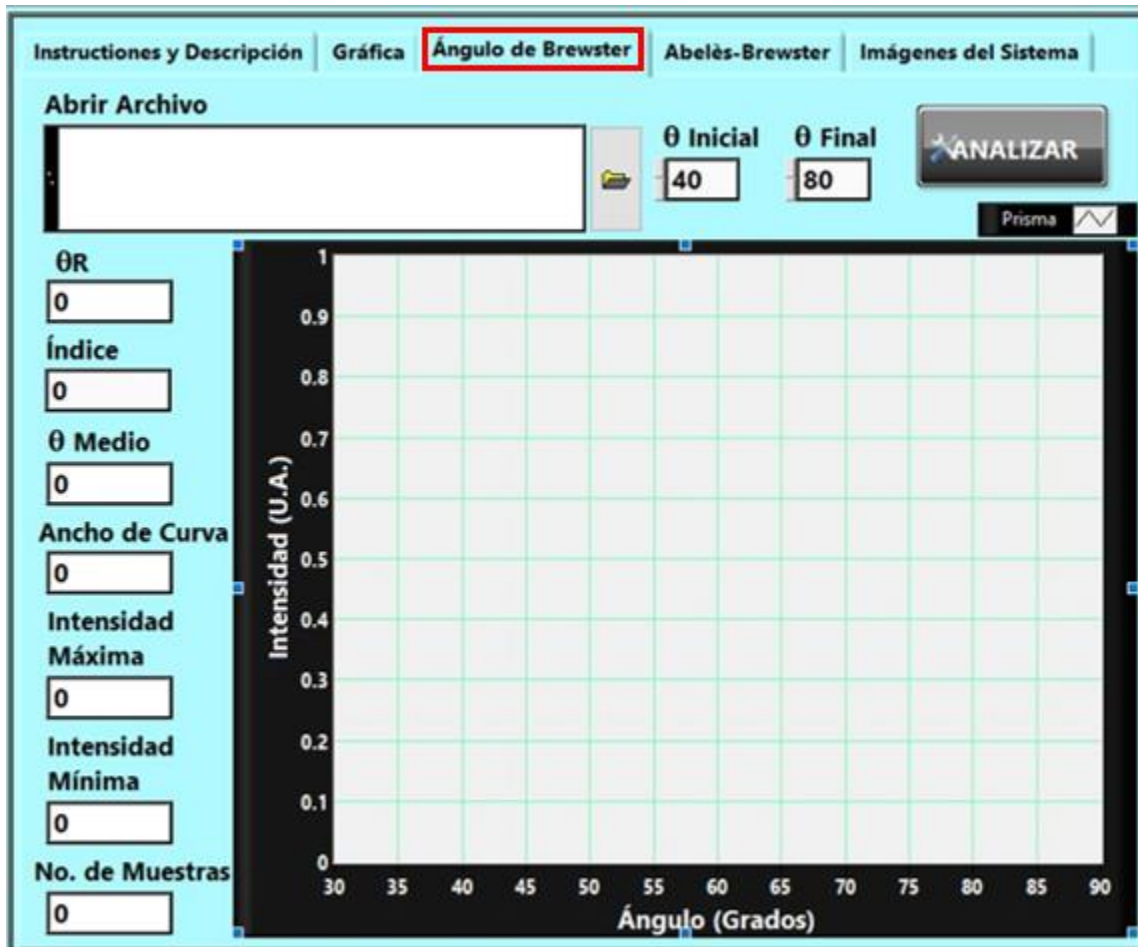 Instructiones y Descripción
Gráfica
Ángulo de Brewster
Abelès-Brewster
Imágenes del Sistema
Abrir Archivo
θ Inicial
40
θ Final
80
ANALIZAR
Prisma
θR
0
Índice
0
θ Medio
0
Ancho de Curva
0
Intensidad
Máxima
0
Intensidad
Mínima
0
No. de Muestras
0
Intensidad (U.A.)
1
0.9
0.8
0.7
0.6
0.5
0.4
0.3
0.2
0.1
0
30 35 40 45 50 55 60 65 70 75 80 85 90
Ángulo (Grados)